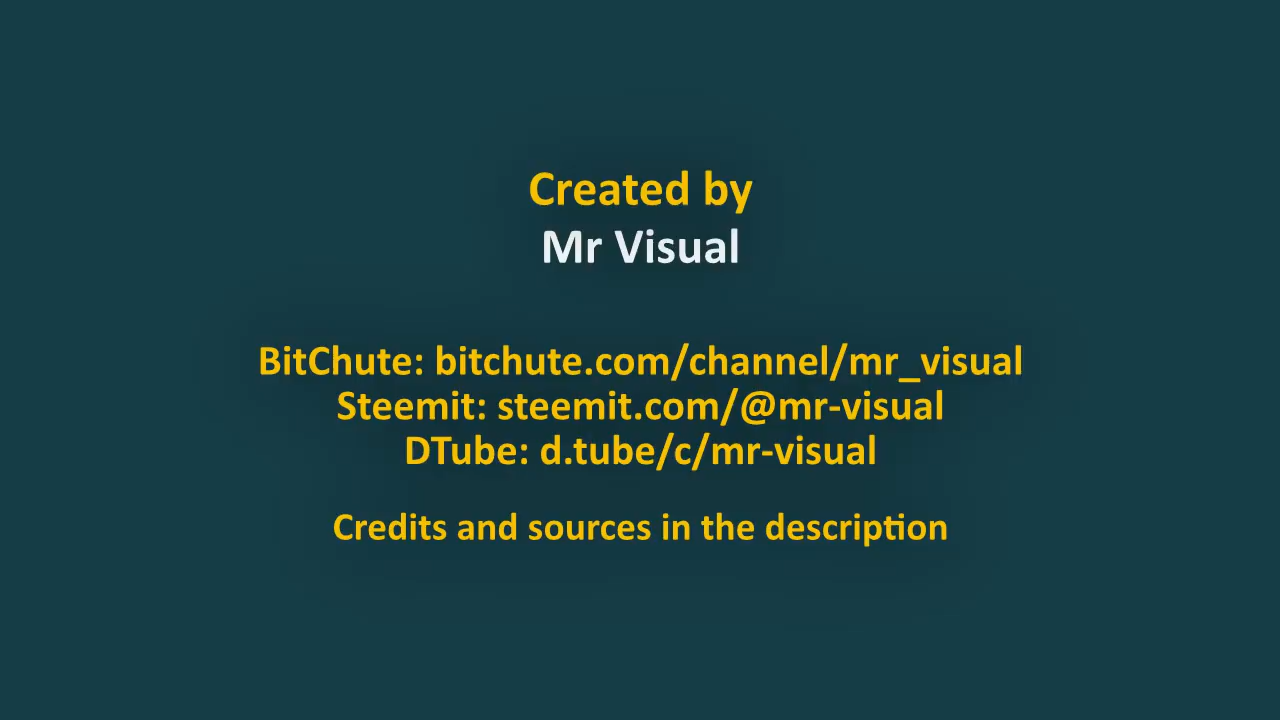 Created by
Mr Visual
BitChute: bitchute.com/channel/mr_visual
Steemit: steemit.com/@mr-visual
DTube: d.tube/c/mr-visual
Credits and sources in the description